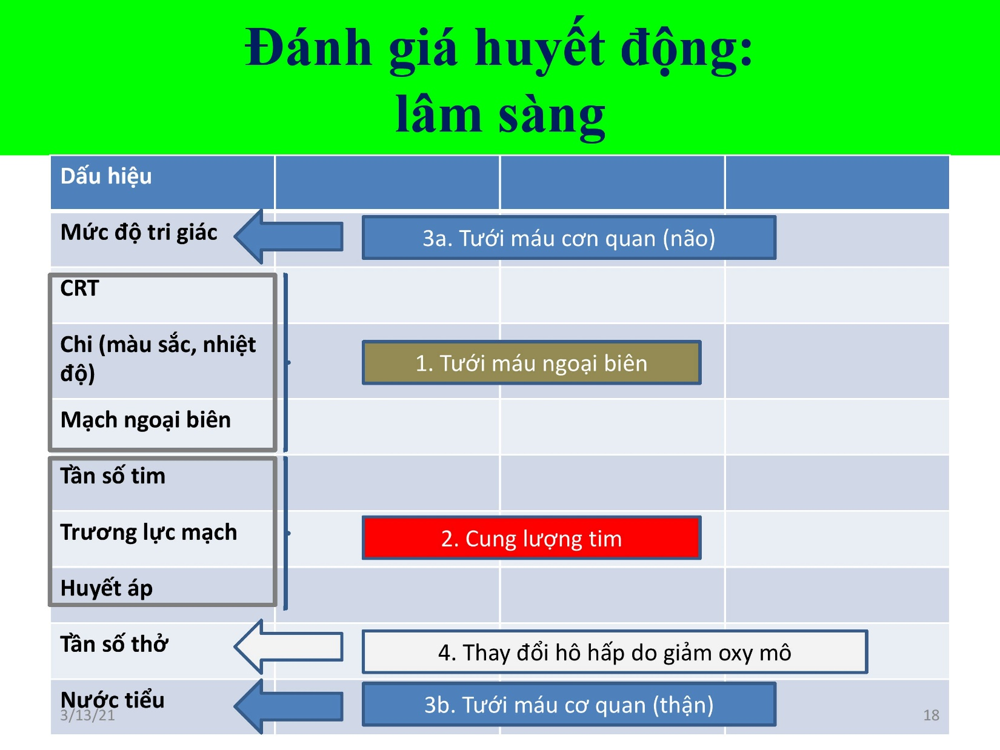 Đánh giá huyết động:
lâm sàng
Dấu hiệu
Mức độ tri giác
3a. Tưới máu cơn quan (não)
CRT
Chi (màu sắc, nhiệt
độ)
1. Tưới máu ngoại biên
Mạch ngoại biên
Tần số tim
Trương lực mạch
2. Cung lượng tim
Huyết áp
Tần số thở
4. Thay đổi hô hấp do giảm oxy mô
Nước tiểu
3b. Tưới máu cơ quan (thận)
3/13/21
18